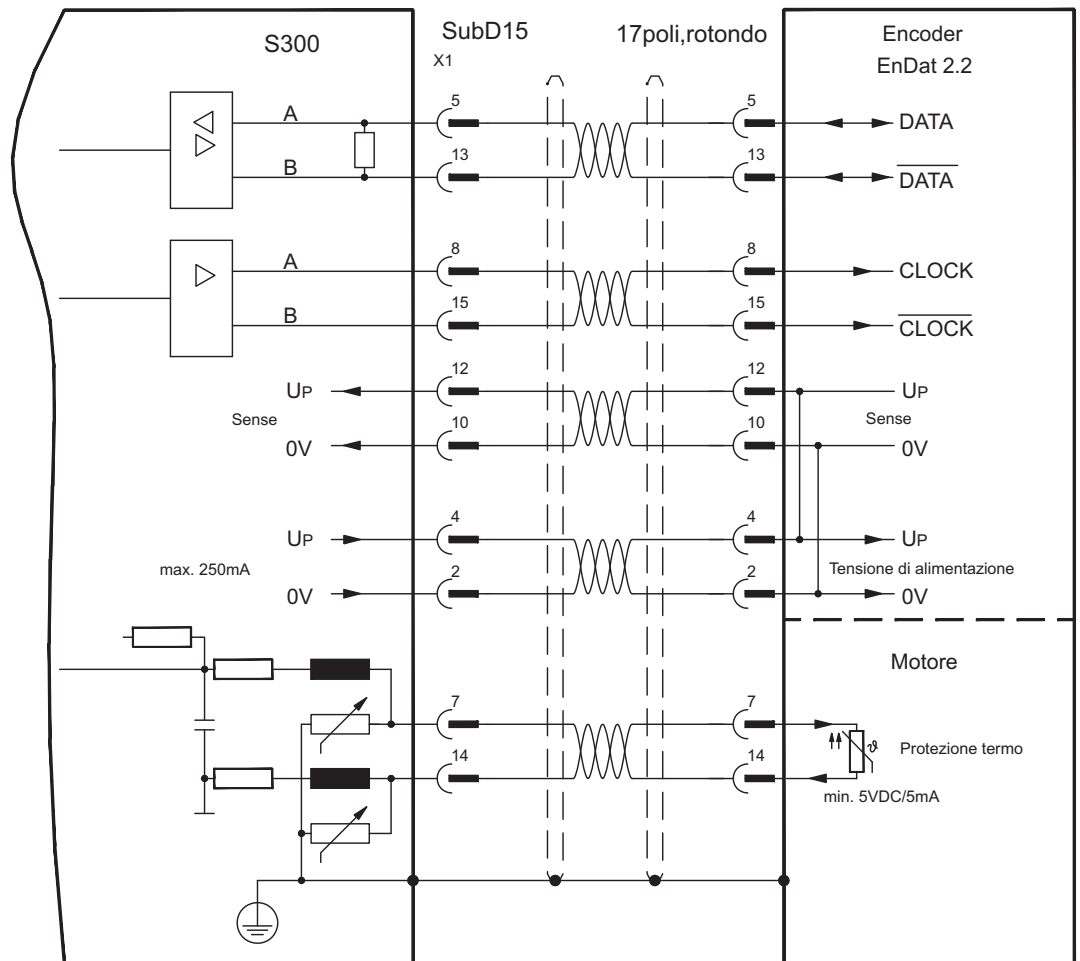 S300
SubD15
X1
17poli,rotondo
Encoder
EnDat 2.2
A
5
5
DATA
B
13
13
DATA
A
8
8
CLOCK
B
15
15
CLOCK
UP
12
12
UP
Sense
Sense
0V
10
10
0V
UP
4
4
UP
max. 250mA
Tensione di alimentazione
0V
2
2
0V
Motore
7
7
Protezione termo
ϑ
14
14
min. 5VDC/5mA